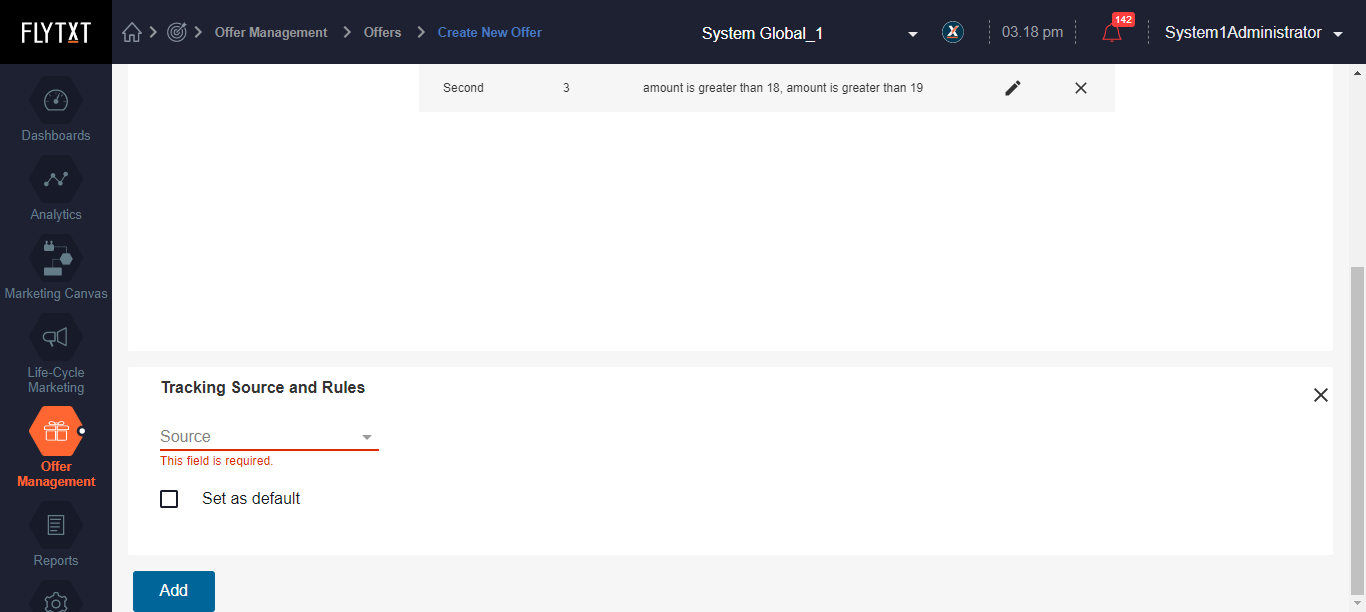 FLYTXT
Offer Management
Offers
Create New Offer
System Global_1
X
03.18 pm
142
System1Administrator
Dashboards
Analytics
Marketing Canvas
Life-Cycle
Marketing
Offer
Management
Reports
Second 3 amount is greater than 18, amount is greater than 19
Tracking Source and Rules
Source
This field is required.
Set as default
Add